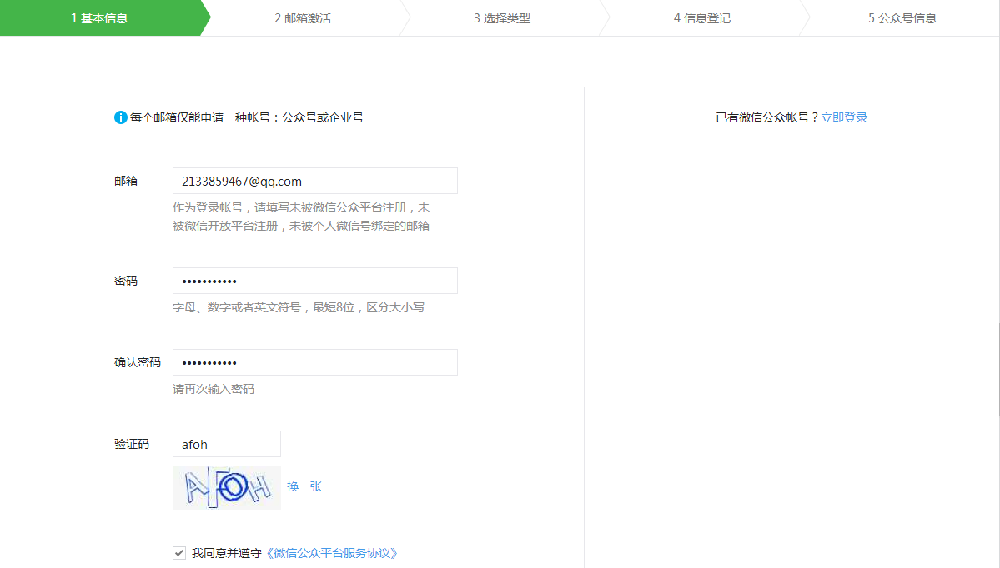 1 基本信息
2 邮箱激活
3 选择类型
4 信息登记
5 公众号信息
每个邮箱仅能申请一种帐号：公众号或企业号
已有微信公众帐号？立即登录
邮箱
2133859467@qq.com
作为登录帐号，请填写未被微信公众平台注册，未
被微信开放平台注册，未被个人微信号绑定的邮箱
密码
•••••••••••
字母、数字或者英文符号，最短8位，区分大小写
确认密码
•••••••••••
请再次输入密码
验证码
afoh
AFOH
换一张
我同意并遵守《微信公众平台服务协议》